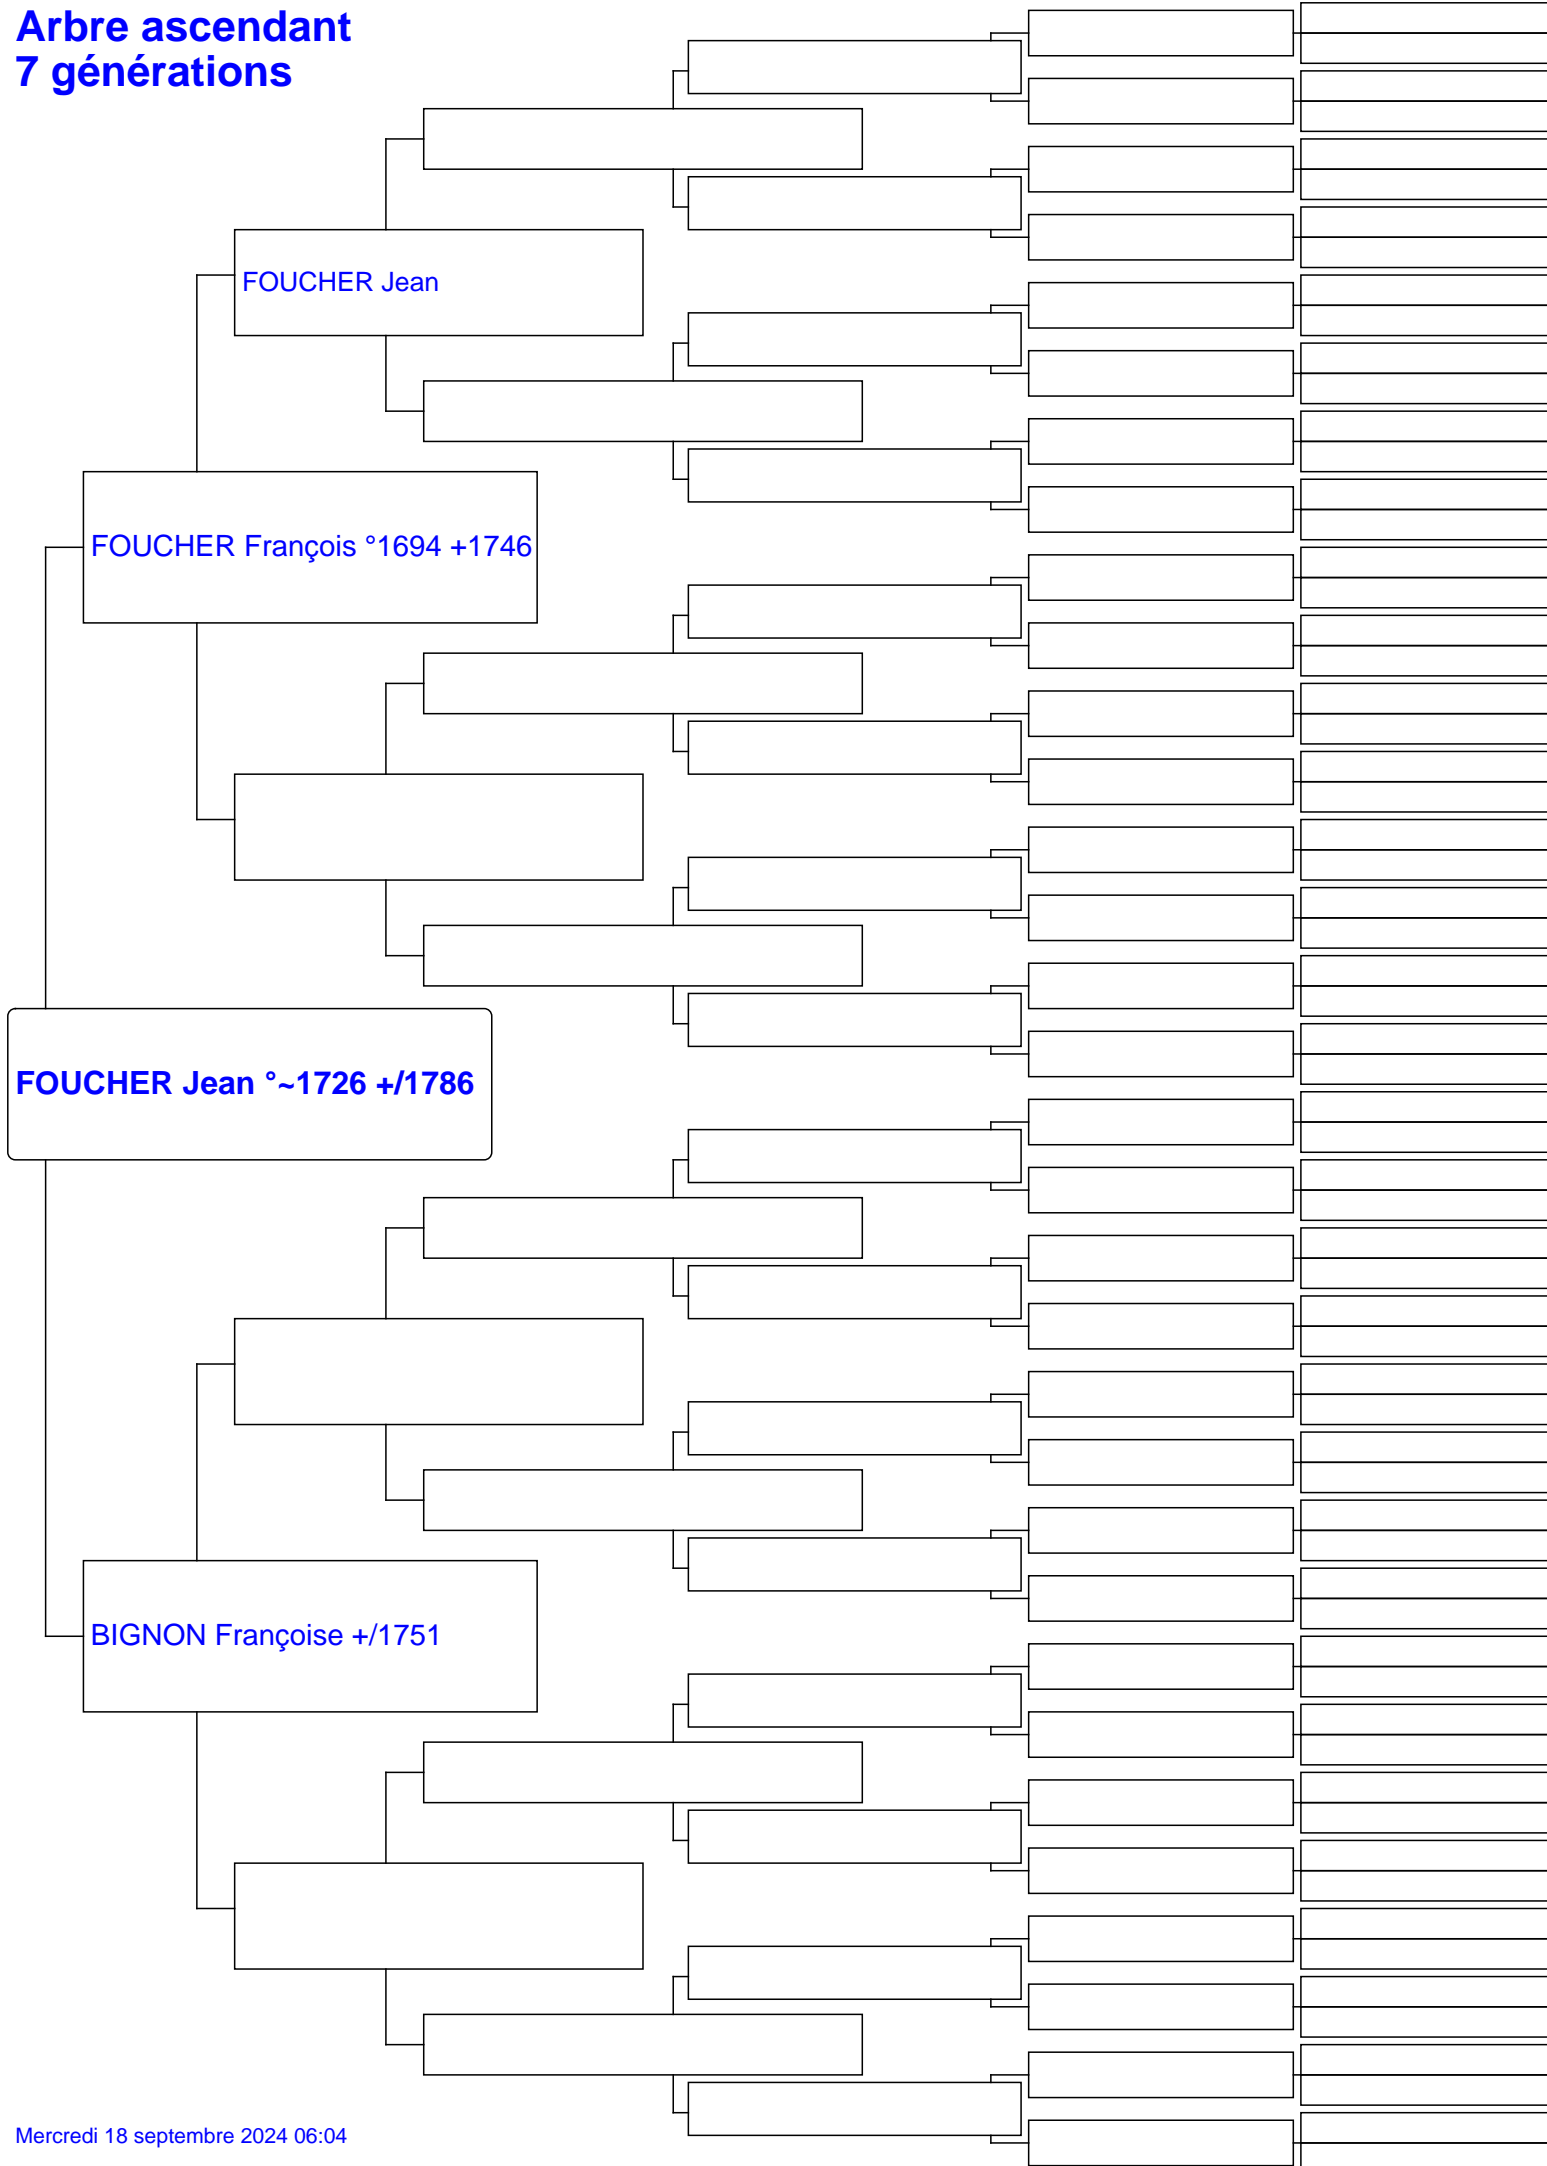 Arbre ascendant
7 générations
FOUCHER Jean
FOUCHER François °1694 +1746
FOUCHER Jean °~1726 +/1786
BIGNON Françoise +/1751
Mercredi 18 septembre 2024 06:04